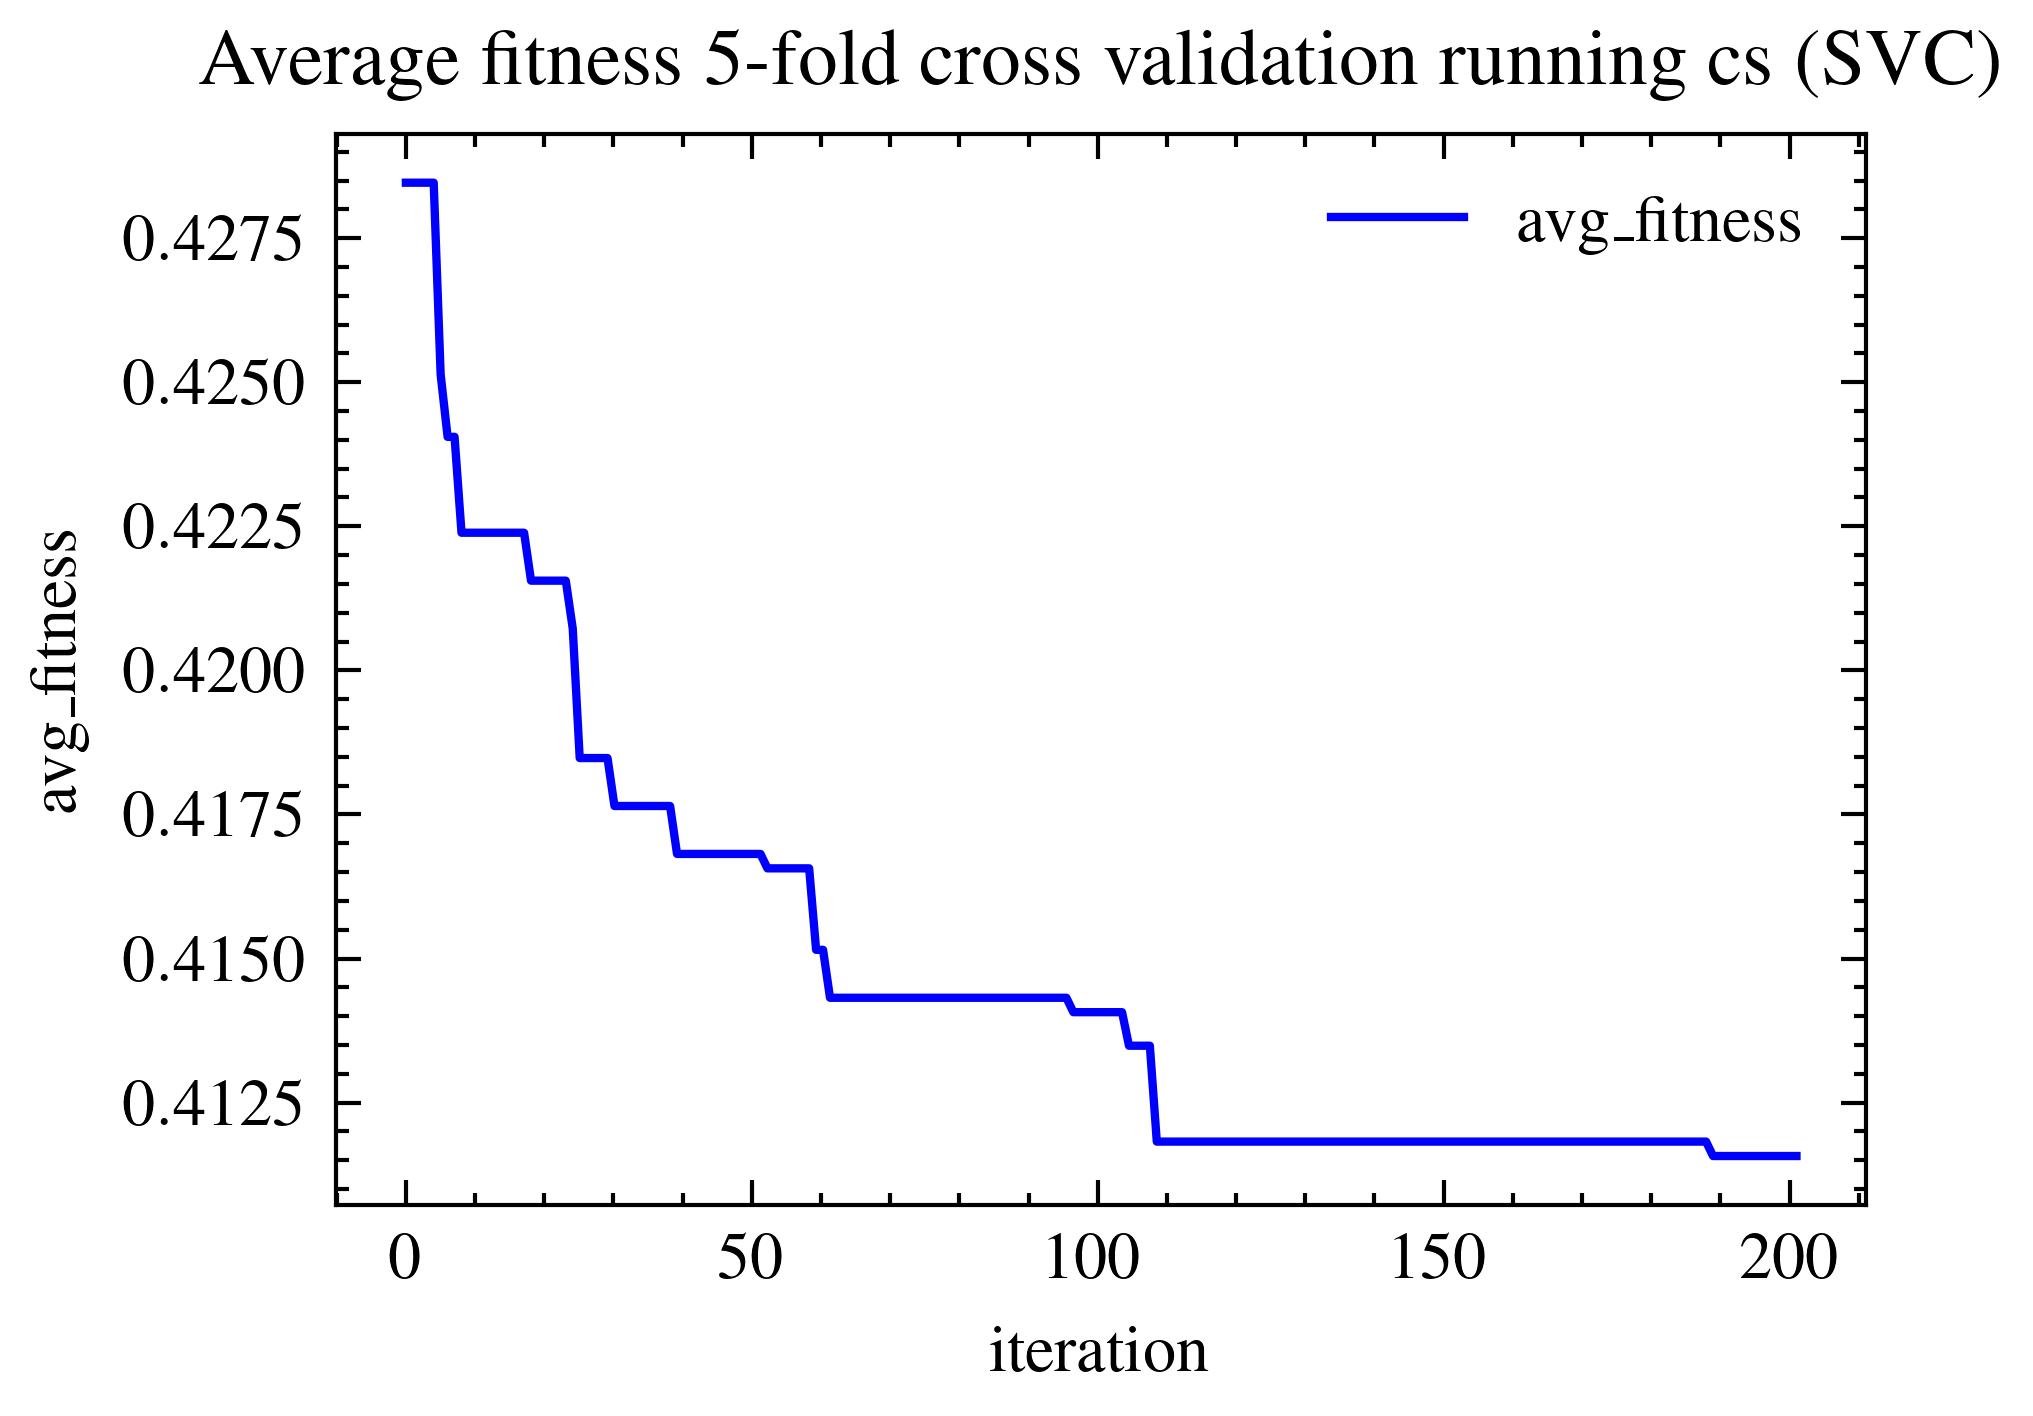 Average fitness 5-fold cross validation running cs (SVC)
avg_fitness
0.4275
0.4250
0.4225
0.4200
0.4175
0.4150
0.4125
avg_fitness
0 50 100 150 200
iteration